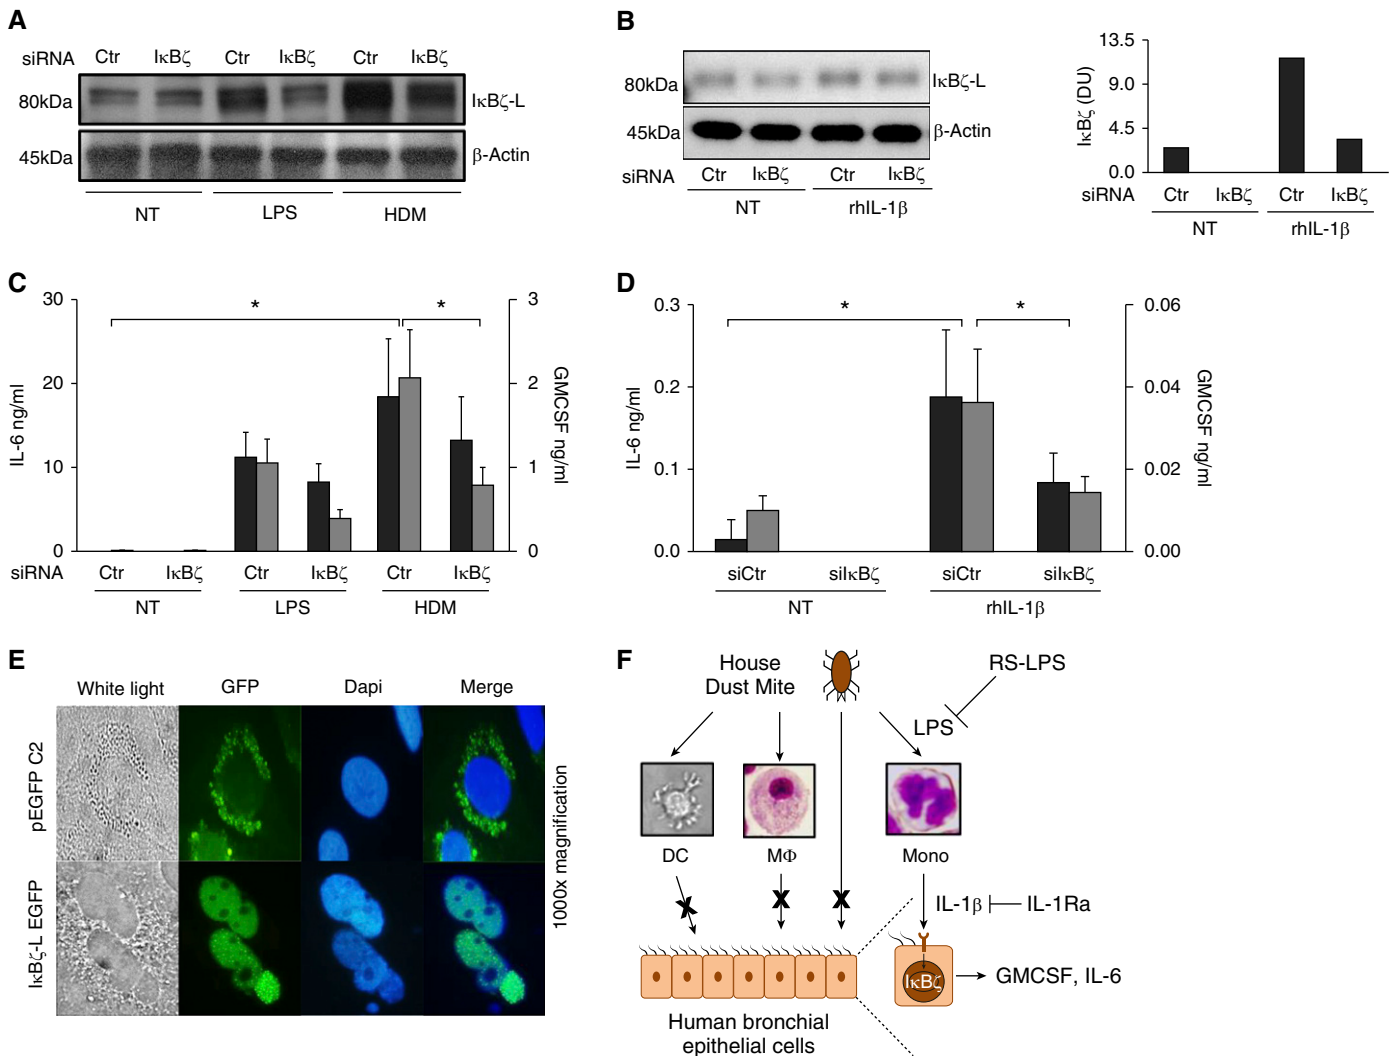 A
siRNA Ctr IκBζ Ctr IκBζ Ctr IκBζ
80kDa IκBζ-L
45kDa β-Actin
NT LPS HDM
B
80kDa IκBζ-L
45kDa β-Actin
siRNA Ctr IκBζ Ctr IκBζ
NT rhIL-1β
IκBζ (DU)
13.5
9.0
4.5
0.0
siRNA Ctr IκBζ Ctr IκBζ
NT rhIL-1β
C
IL-6 ng/ml
30
20
10
0
* *
3
2
1
0
GMCSF ng/ml
siRNA Ctr IκBζ Ctr IκBζ Ctr IκBζ
NT LPS HDM
D
IL-6 ng/ml
0.3
0.2
0.1
0.0
* *
0.06
0.04
0.02
0.00
GMCSF ng/ml
siCtr siIκBζ siCtr siIκBζ
NT rhIL-1β
E
White light GFP Dapi Merge
pEGFP C2
IκBζ-L EGFP
1000x magnification
F
House
Dust Mite
RS-LPS
LPS
DC MΦ Mono
X X X
IL-1β IL-1Ra
IκBζ
GMCSF, IL-6
Human bronchial
epithelial cells